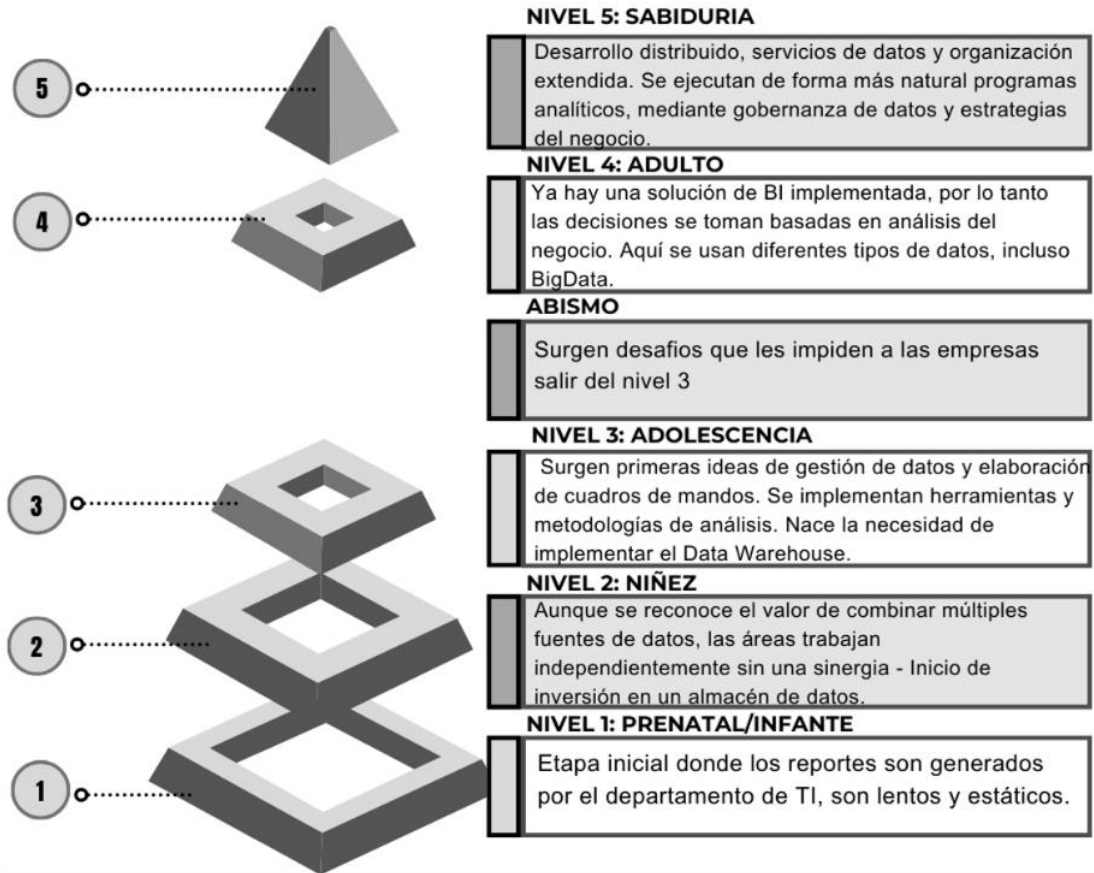 NIVEL 5: SABIDURIA
5
Desarrollo distribuido, servicios de datos y organización
extendida. Se ejecutan de forma más natural programas
analíticos, mediante gobernanza de datos y estrategias
del negocio.
NIVEL 4: ADULTO
4
Ya hay una solución de BI implementada, por lo tanto
las decisiones se toman basadas en análisis del
negocio. Aquí se usan diferentes tipos de datos, incluso
BigData.
ABISMO
Surgen desafios que les impiden a las empresas
salir del nivel 3
NIVEL 3: ADOLESCENCIA
3
Surgen primeras ideas de gestión de datos y elaboración
de cuadros de mandos. Se implementan herramientas y
metodologías de análisis. Nace la necesidad de
implementar el Data Warehouse.
NIVEL 2: NIÑEZ
2
Aunque se reconoce el valor de combinar múltiples
fuentes de datos, las áreas trabajan
independientemente sin una sinergia - Inicio de
inversión en un almacén de datos.
NIVEL 1: PRENATAL/INFANTE
1
Etapa inicial donde los reportes son generados
por el departamento de TI, son lentos y estáticos.